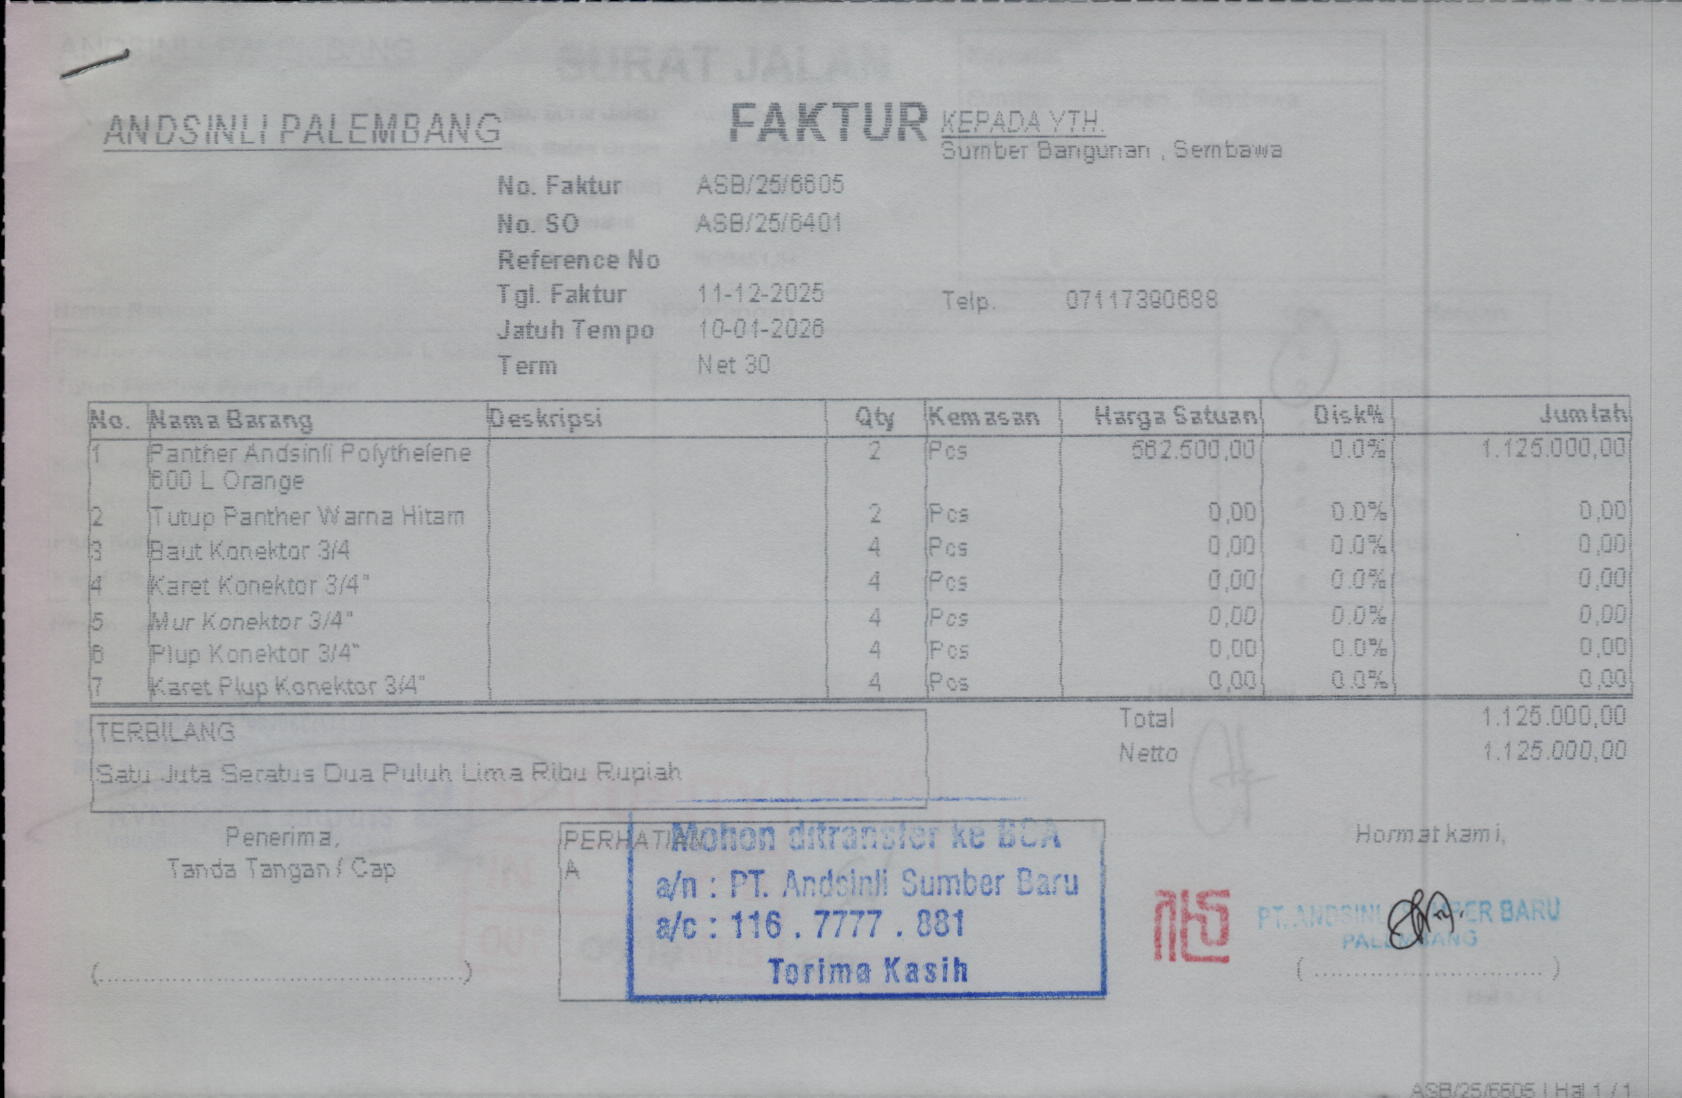 ANDSINLI PALEMBANG
FAKTUR
KEPADA YTH.
Sumber Bangunan , Sembawa
No. Faktur ASB/25/6605
No. SO ASB/25/6401
Reference No
Tgl. Faktur 11-12-2025
Telp. 07117390688
Jatuh Tempo 10-01-2026
Term Net 30
No. Nama Barang Deskripsi Qty Kemasan Harga Satuan Disk% Jumlah
1 Panther Andsinli Polythelene 2 Pcs 562.500,00 0.0% 1.125.000,00
600 L Orange
2 Tutup Panther Warna Hitam 2 Pcs 0,00 0.0% 0,00
3 Baut Konektor 3/4 4 Pcs 0,00 0.0% 0,00
4 Karet Konektor 3/4" 4 Pcs 0,00 0.0% 0,00
5 Mur Konektor 3/4" 4 Pcs 0,00 0.0% 0,00
6 Plup Konektor 3/4" 4 Pcs 0,00 0.0% 0,00
7 Karet Plup Konektor 3/4" 4 Pcs 0,00 0.0% 0,00
Total 1.125.000,00
Netto 1.125.000,00
TERBILANG
Satu Juta Seratus Dua Puluh Lima Ribu Rupiah
Penerima,
Tanda Tangan / Cap
(........................................)
PERHATIAN
A
Mohon ditransfer ke BCA
a/n : PT. Andsinli Sumber Baru
a/c : 116 . 7777 . 881
Terima Kasih
Hormat kami,
PT. ANDSINLI SUMBER BARU
PALEMBANG
( .......................... )
ASB/25/6605 | Hal 1 / 1
SURAT JALAN